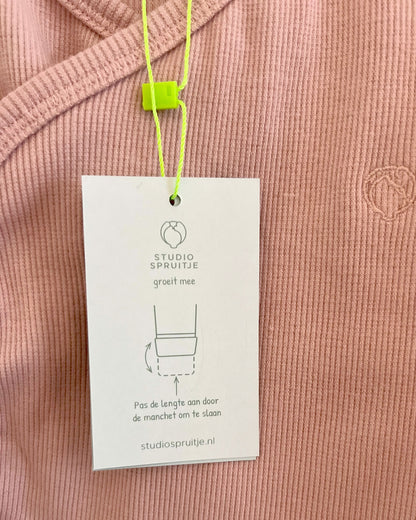 STUDIO
SPRUITJE
groeit mee
Pas de lengte aan door
de manchet om te slaan
studiospruitje.nl